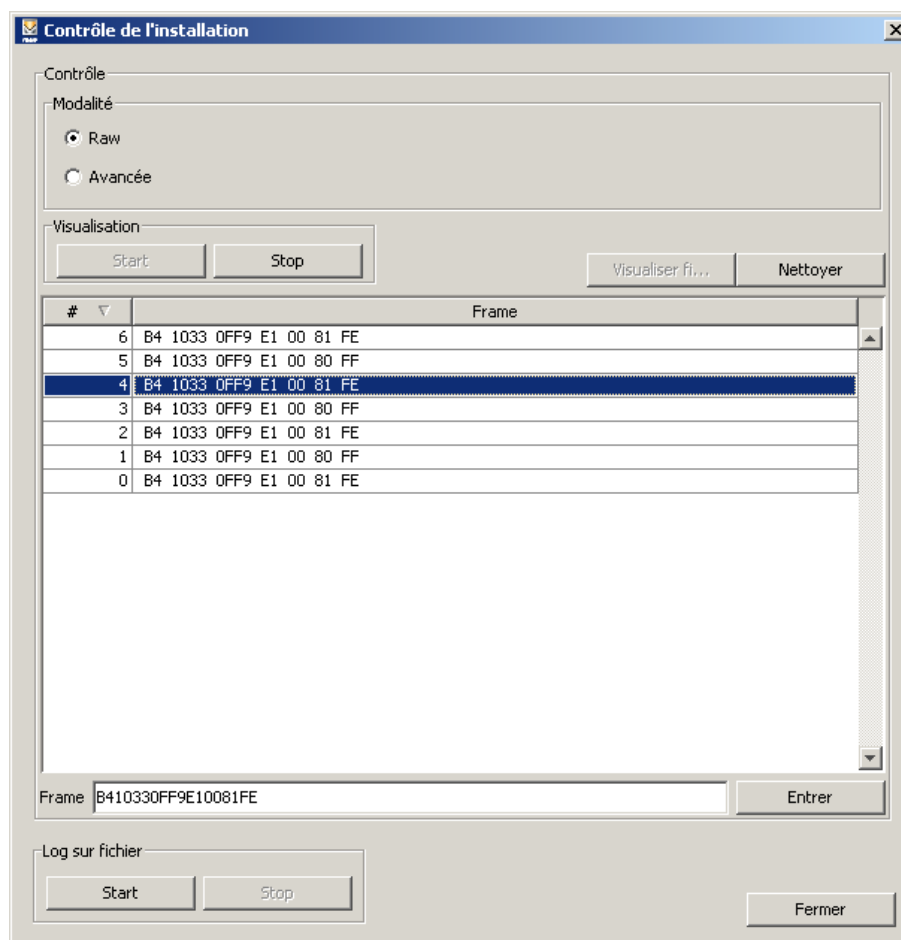 Contrôle de l'installation
Contrôle
Modalité
Raw
Avancée
Visualisation
Start Stop Visualiser fi... Nettoyer
# Frame
6 B4 1033 0FF9 E1 00 81 FE
5 B4 1033 0FF9 E1 00 80 FF
4 B4 1033 0FF9 E1 00 81 FE
3 B4 1033 0FF9 E1 00 80 FF
2 B4 1033 0FF9 E1 00 81 FE
1 B4 1033 0FF9 E1 00 80 FF
0 B4 1033 0FF9 E1 00 81 FE
Frame B410330FF9E10081FE Entrer
Log sur fichier
Start Stop
Fermer